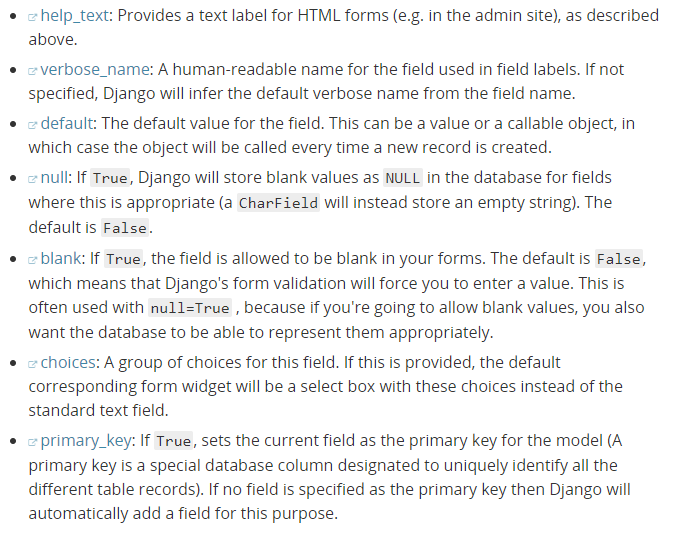 help_text: Provides a text label for HTML forms (e.g. in the admin site), as described
above.
verbose_name: A human-readable name for the field used in field labels. If not
specified, Django will infer the default verbose name from the field name.
default: The default value for the field. This can be a value or a callable object, in
which case the object will be called every time a new record is created.
null: If True, Django will store blank values as NULL in the database for fields
where this is appropriate (a CharField will instead store an empty string). The
default is False.
blank: If True, the field is allowed to be blank in your forms. The default is False,
which means that Django's form validation will force you to enter a value. This is
often used with null=True , because if you're going to allow blank values, you also
want the database to be able to represent them appropriately.
choices: A group of choices for this field. If this is provided, the default
corresponding form widget will be a select box with these choices instead of the
standard text field.
primary_key: If True, sets the current field as the primary key for the model (A
primary key is a special database column designated to uniquely identify all the
different table records). If no field is specified as the primary key then Django will
automatically add a field for this purpose.